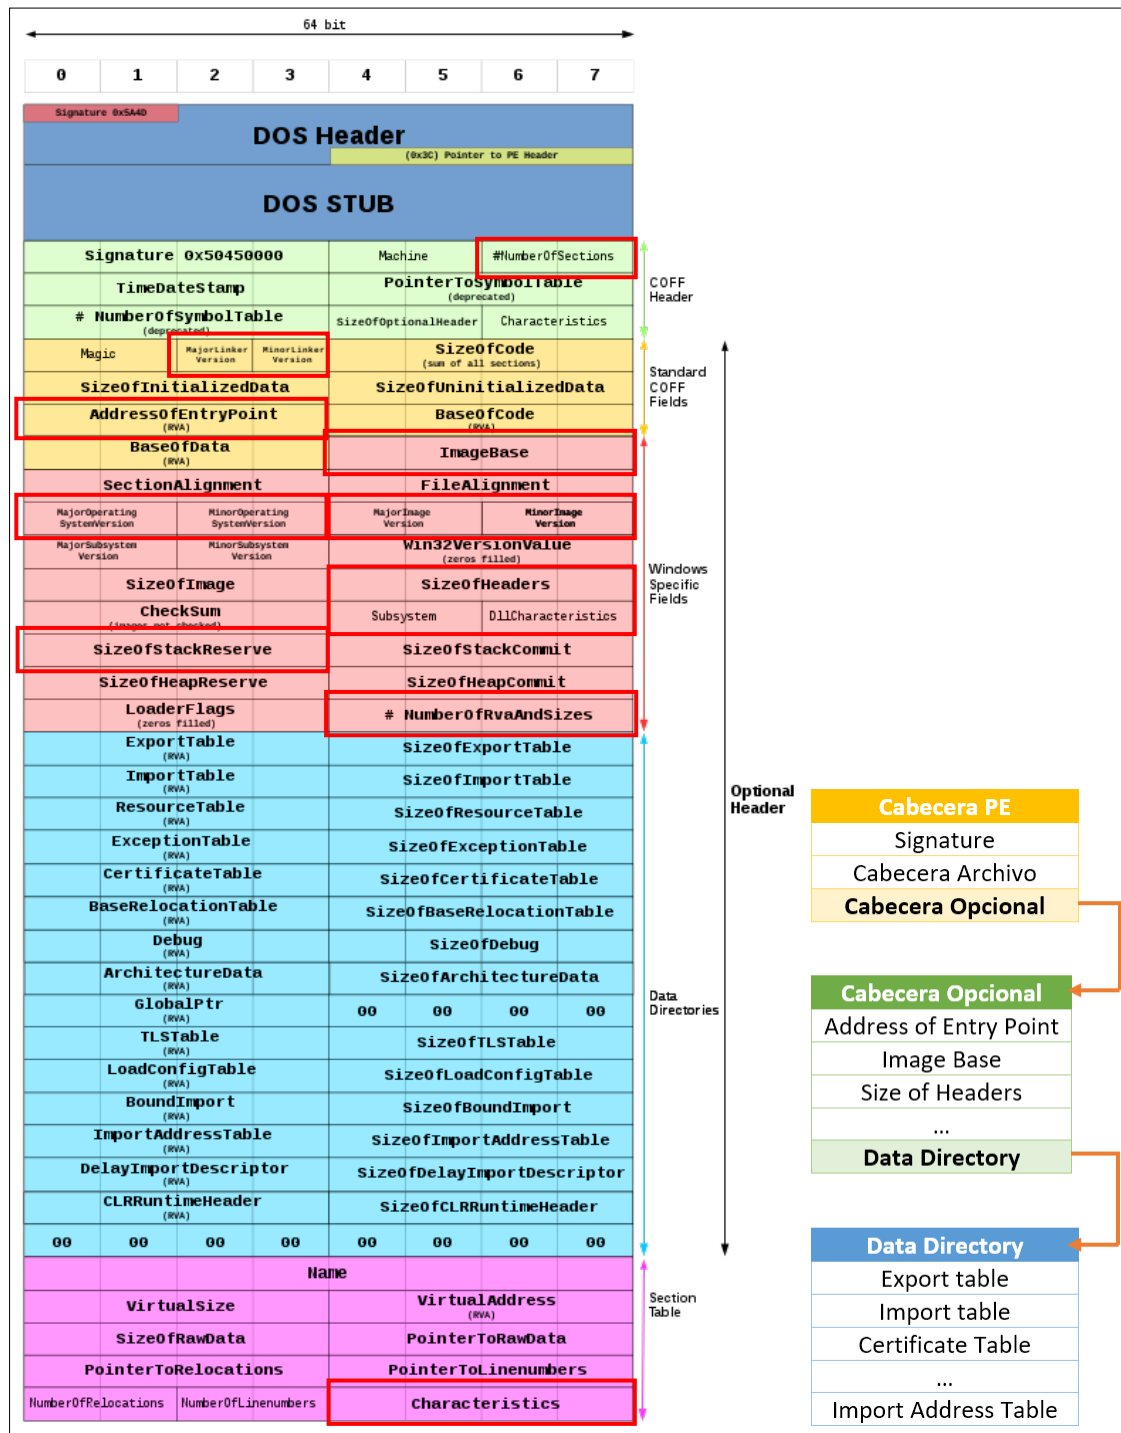 64 bit
0 1 2 3 4 5 6 7
Signature 0x5A4D
DOS Header
(0x3C) Pointer to PE Header
DOS STUB
Signature 0x50450000 Machine #NumberOfSections
TimeDateStamp PointerToSymbolTable
(deprecated)
# NumberOfSymbolTable SizeOfOptionalHeader Characteristics
(deprecated)
COFF
Header
Magic MajorLinker MinorLinker SizeOfCode
Version Version (sum of all sections)
SizeOfInitializedData SizeOfUninitializedData
AddressOfEntryPoint BaseOfCode
(RVA) (RVA)
Standard
COFF
Fields
BaseOfData ImageBase
(RVA)
SectionAlignment FileAlignment
MajorOperating MinorOperating MajorImage MinorImage
SystemVersion SystemVersion Version Version
MajorSubsystem MinorSubsystem Win32VersionValue
Version Version (zeros filled)
SizeOfImage SizeOfHeaders
CheckSum Subsystem DllCharacteristics
(images not checked)
SizeOfStackReserve SizeOfStackCommit
SizeOfHeapReserve SizeOfHeapCommit
LoaderFlags # NumberOfRvaAndSizes
(zeros filled)
Windows
Specific
Fields
ExportTable SizeOfExportTable
(RVA)
ImportTable SizeOfImportTable
(RVA)
ResourceTable SizeOfResourceTable
(RVA)
ExceptionTable SizeOfExceptionTable
(RVA)
CertificateTable SizeOfCertificateTable
(RVA)
BaseRelocationTable SizeOfBaseRelocationTable
(RVA)
Debug SizeOfDebug
(RVA)
ArchitectureData SizeOfArchitectureData
(RVA)
GlobalPtr 00 00 00 00
(RVA)
TLSTable SizeOfTLSTable
(RVA)
LoadConfigTable SizeOfLoadConfigTable
(RVA)
BoundImport SizeOfBoundImport
(RVA)
ImportAddressTable SizeOfImportAddressTable
(RVA)
DelayImportDescriptor SizeOfDelayImportDescriptor
(RVA)
CLRRuntimeHeader SizeOfCLRRuntimeHeader
(RVA)
00 00 00 00 00 00 00 00
Data
Directories
Optional
Header
Name
VirtualSize VirtualAddress
(RVA)
SizeOfRawData PointerToRawData
PointerToRelocations PointerToLinenumbers
NumberOfRelocations NumberOfLinenumbers Characteristics
Section
Table
Cabecera PE
Signature
Cabecera Archivo
Cabecera Opcional
Cabecera Opcional
Address of Entry Point
Image Base
Size of Headers
...
Data Directory
Data Directory
Export table
Import table
Certificate Table
...
Import Address Table